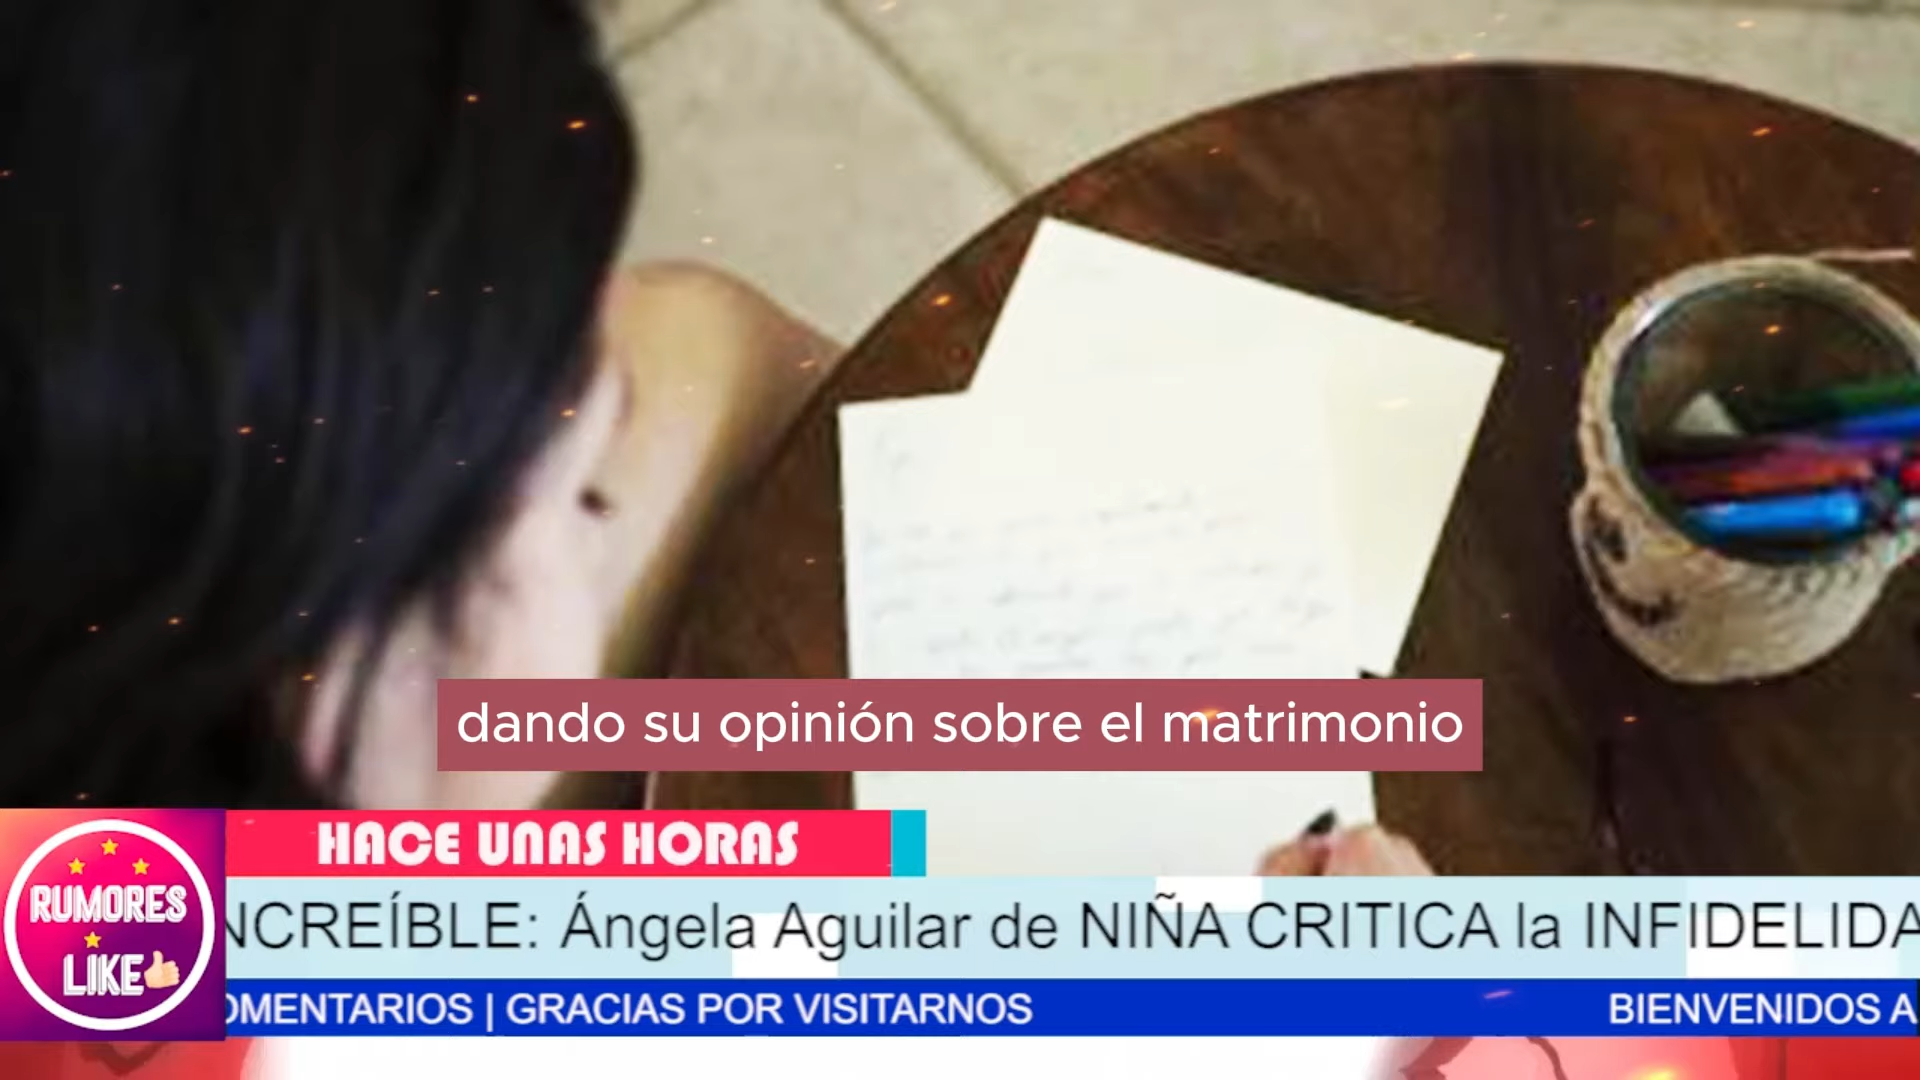 dando su opinión sobre el matrimonio
HACE UNAS HORAS
RUMORES
LIKE
NCREÍBLE: Ángela Aguilar de NIÑA CRITICA la INFIDELIDA
OMENTARIOS | GRACIAS POR VISITARNOS BIENVENIDOS A